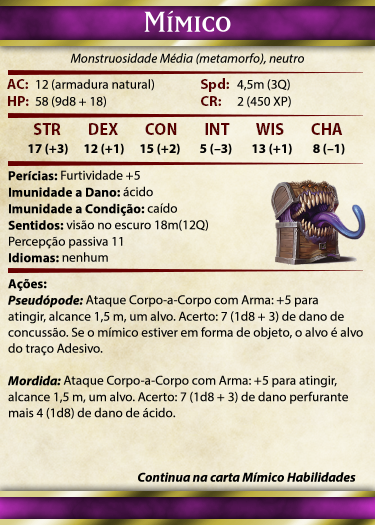 Mímico
Monstruosidade Média (metamorfo), neutro
AC: 12 (armadura natural) Spd: 4,5m (3Q)
HP: 58 (9d8 + 18) CR: 2 (450 XP)
STR DEX CON INT WIS CHA
17 (+3) 12 (+1) 15 (+2) 5 (–3) 13 (+1) 8 (–1)
Perícias: Furtividade +5
Imunidade a Dano: ácido
Imunidade a Condição: caído
Sentidos: visão no escuro 18m(12Q)
Percepção passiva 11
Idiomas: nenhum
Ações:
Pseudópode: Ataque Corpo-a-Corpo com Arma: +5 para
atingir, alcance 1,5 m, um alvo. Acerto: 7 (1d8 + 3) de dano de
concussão. Se o mímico estiver em forma de objeto, o alvo é alvo
do traço Adesivo.
Mordida: Ataque Corpo-a-Corpo com Arma: +5 para atingir,
alcance 1,5 m, um alvo. Acerto: 7 (1d8 + 3) de dano perfurante
mais 4 (1d8) de dano de ácido.
Continua na carta Mímico Habilidades